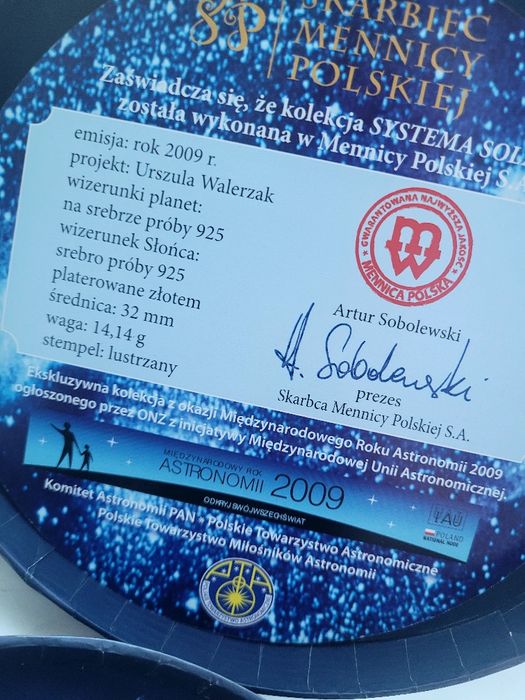 SP
SKARBIEC
MENNICY
POLSKIEJ
Zaświadcza się, że kolekcja SYSTEMA SOL
została wykonana w Mennicy Polskiej S.A.
emisja: rok 2009 r.
projekt: Urszula Walerzak
wizerunki planet:
na srebrze próby 925
wizerunek Słońca:
srebro próby 925
platerowane złotem
średnica: 32 mm
waga: 14,14 g
stempel: lustrzany
GWARANTOWANA NAJWYŻSZA JAKOŚĆ
MW
MENNICA POLSKA
Artur Sobolewski
A. Sobolewski
prezes
Skarbca Mennicy Polskiej S.A.
Ekskluzywna kolekcja z okazji Międzynarodowego Roku Astronomii 2009
ogłoszonego przez ONZ z inicjatywy Międzynarodowej Unii Astronomicznej.
MIĘDZYNARODOWY ROK
ASTRONOMII 2009
ODKRYJ SWÓJ WSZECHŚWIAT
IAU
POLAND
NATIONAL NODE
Komitet Astronomii PAN • Polskie Towarzystwo Astronomiczne
Polskie Towarzystwo Miłośników Astronomii